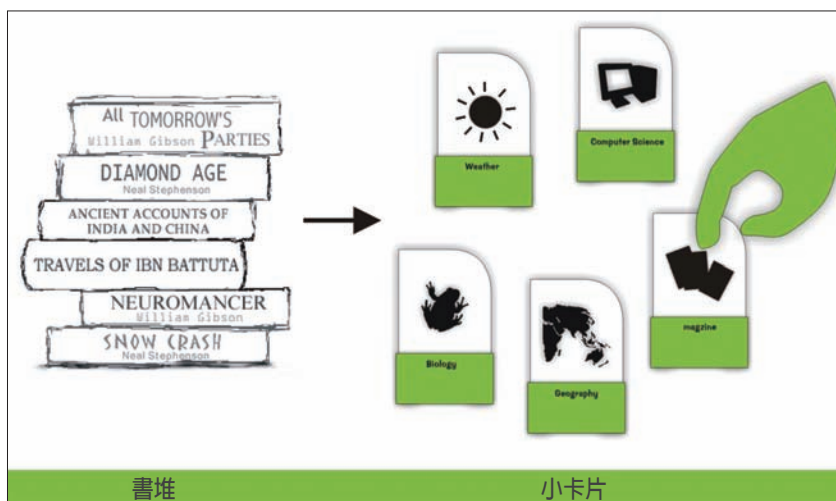 All TOMORROW'S
William Gibson PARTIES
DIAMOND AGE
Neal Stephenson
ANCIENT ACCOUNTS OF
INDIA AND CHINA
TRAVELS OF IBN BATTUTA
NEUROMANCER
William Gibson
SNOW CRASH
Neal Stephenson
Weather
Computer Science
Biology
Geography
magzine
書堆
小卡片